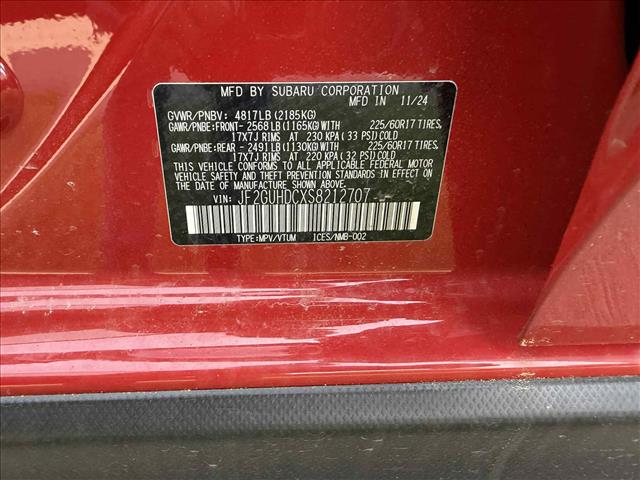 MFD BY SUBARU CORPORATION
MFD IN 11/24
GVWR/PNBV: 4817LB (2185KG)
GAWR/PNBE: FRONT- 2568LB (1165KG) WITH 225/60R17 TIRES,
17X7J RIMS AT 230 KPA (33 PSI) COLD
GAWR/PNBE: REAR - 2491LB (1130KG) WITH 225/60R17 TIRES,
17X7J RIMS AT 220 KPA (32 PSI) COLD
THIS VEHICLE CONFORMS TO ALL APPLICABLE FEDERAL MOTOR
VEHICLE SAFETY AND THEFT PREVENTION STANDARDS IN EFFECT
ON THE DATE OF MANUFACTURE SHOWN ABOVE.
VIN: JF2GUHDCXS8212707
TYPE: MPV/VTUM ICES/NMB-002